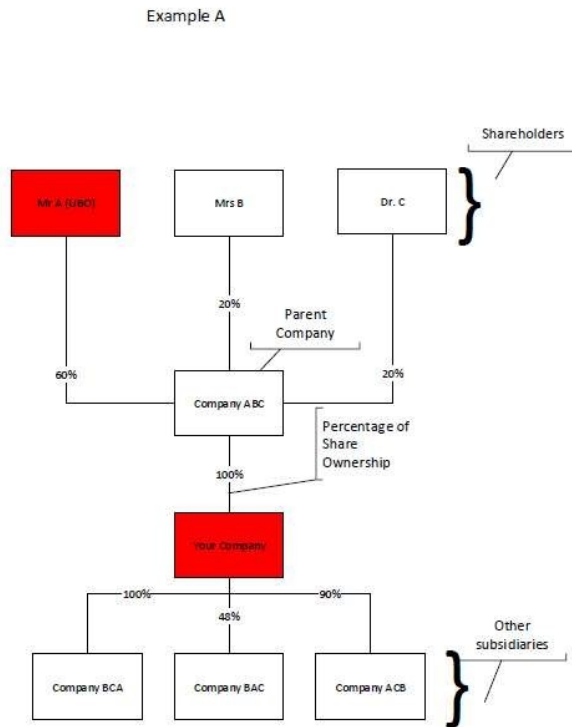 Example A
Shareholders
Mr A (UBO)
Mrs B
Dr. C
20%
Parent
Company
60%
20%
Company ABC
Percentage of
Share
Ownership
100%
Your Company
100%
90%
48%
Other
subsidiaries
Company BCA
Company BAC
Company ACB